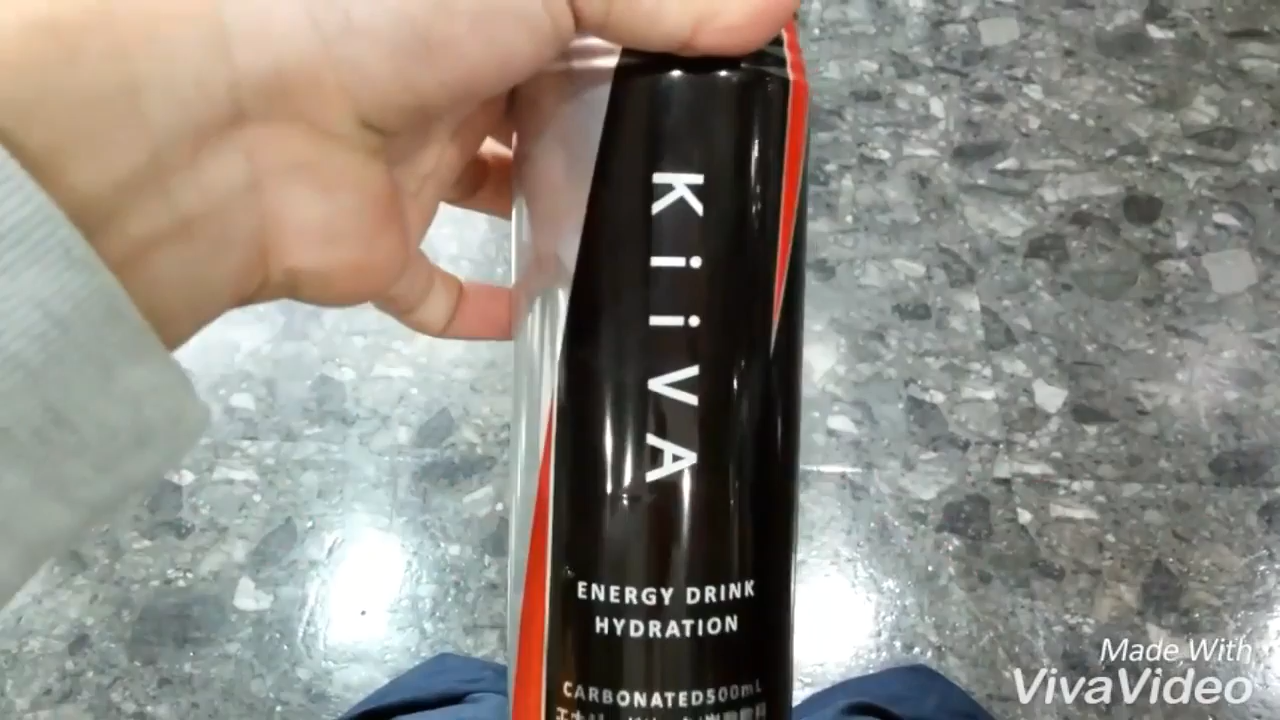 KiiVA
ENERGY DRINK
HYDRATION
CARBONATED500mL
Made With
VivaVideo